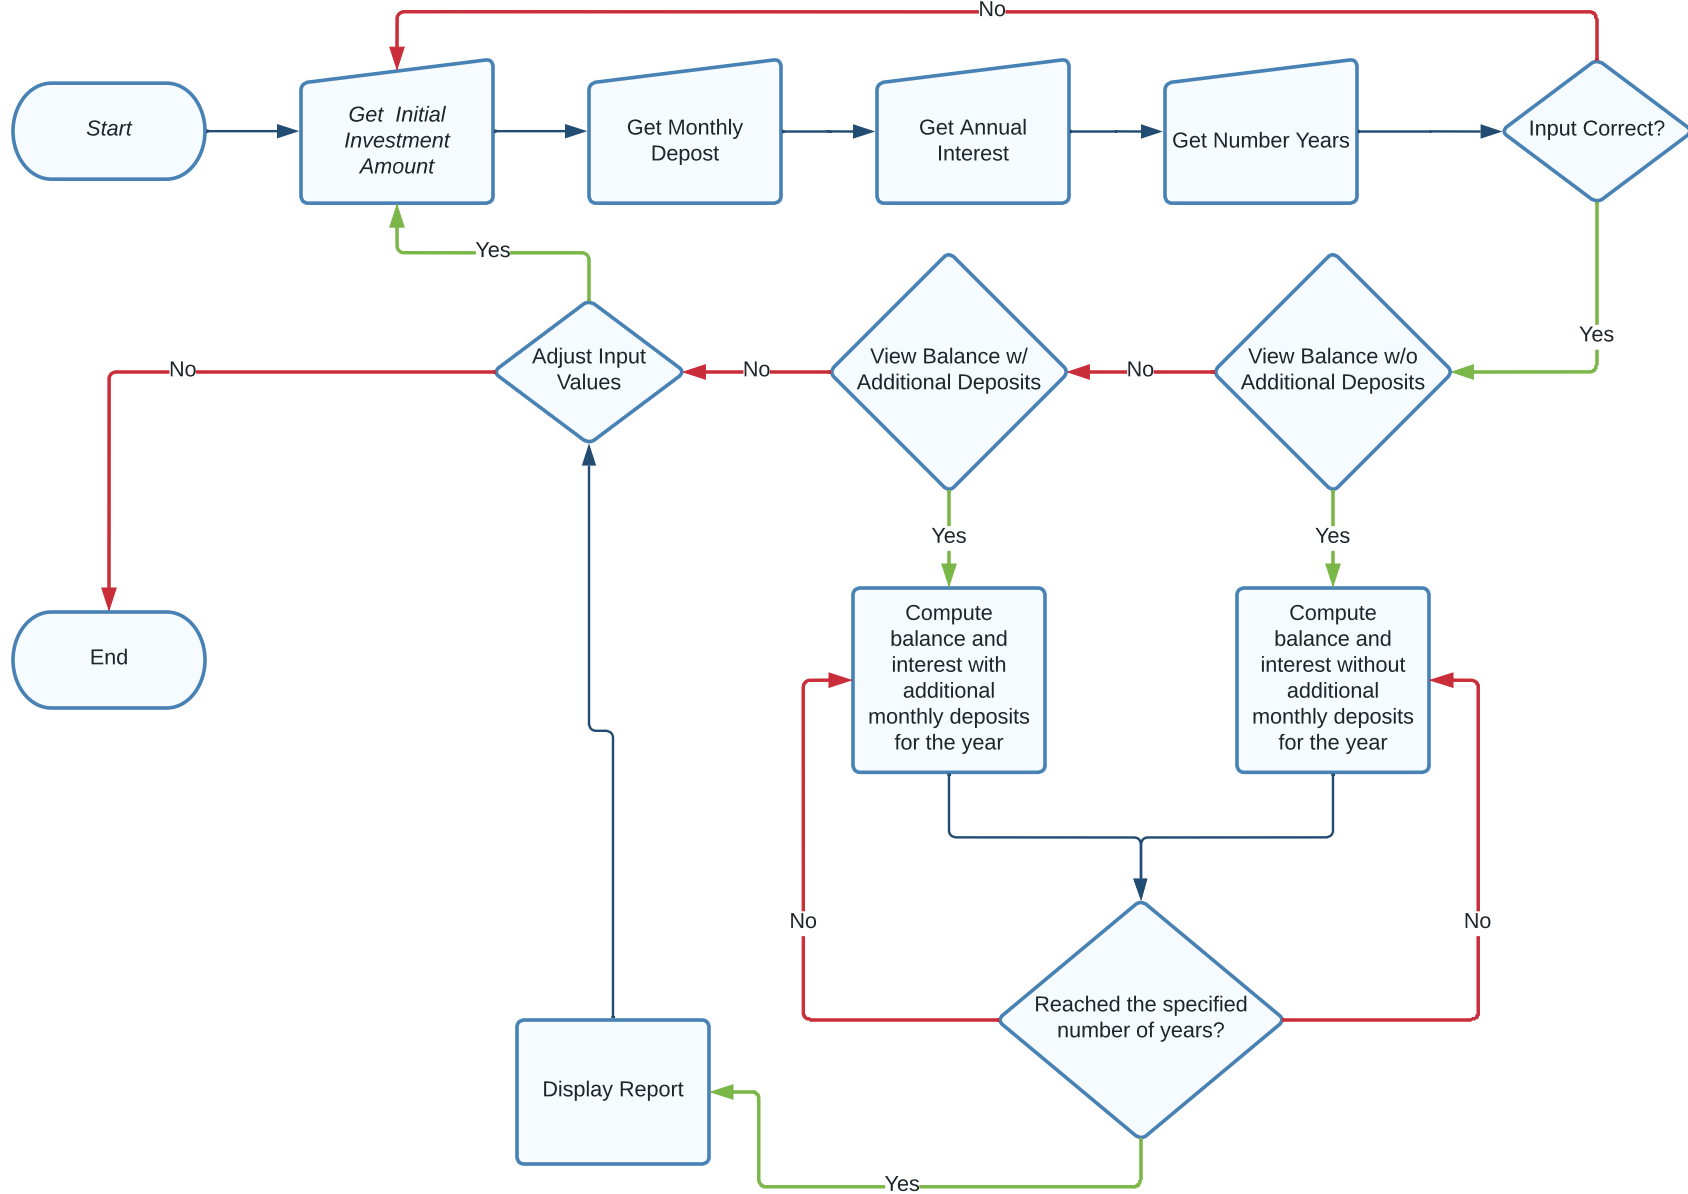 No
Start
Get Initial
Investment
Amount
Get Monthly
Depost
Get Annual
Interest
Get Number Years
Input Correct?
Yes
Yes
Adjust Input
Values
No
No
View Balance w/
Additional Deposits
No
View Balance w/o
Additional Deposits
Yes
Yes
End
Compute
balance and
interest with
additional
monthly deposits
for the year
Compute
balance and
interest without
additional
monthly deposits
for the year
No
No
Reached the specified
number of years?
Display Report
Yes